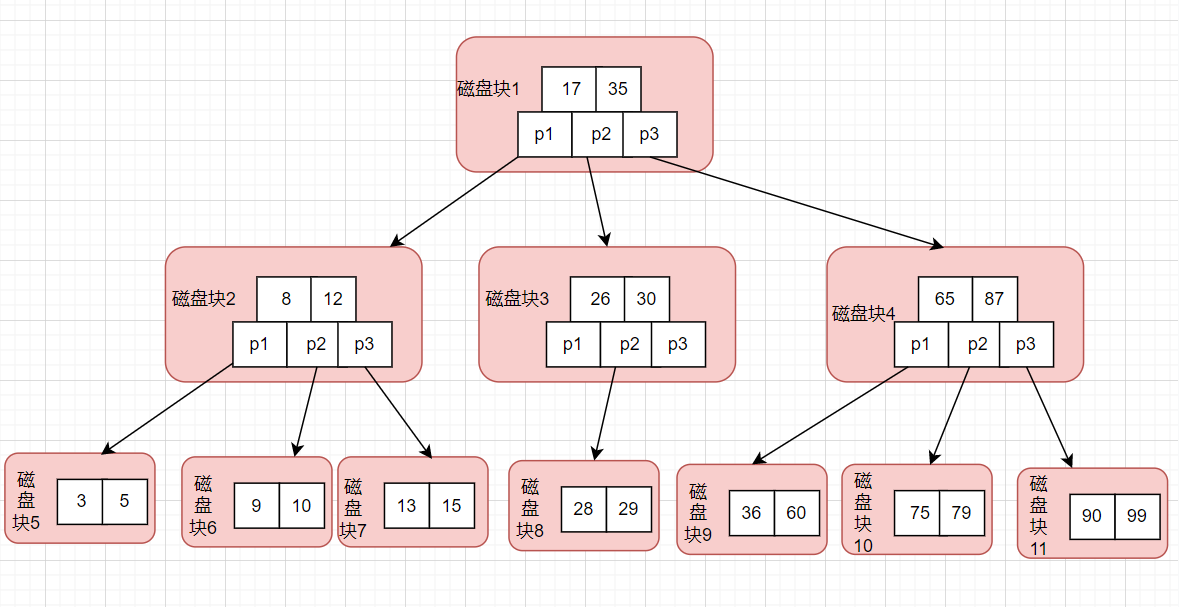 磁盘块1
17 35
p1 p2 p3
磁盘块2
8 12
p1 p2 p3
磁盘块3
26 30
p1 p2 p3
磁盘块4
65 87
p1 p2 p3
磁
盘
块5
3 5
磁
盘
块6
9 10
磁
盘
块7
13 15
磁
盘
块8
28 29
磁
盘
块9
36 60
磁
盘
块
10
75 79
磁
盘
块
11
90 99